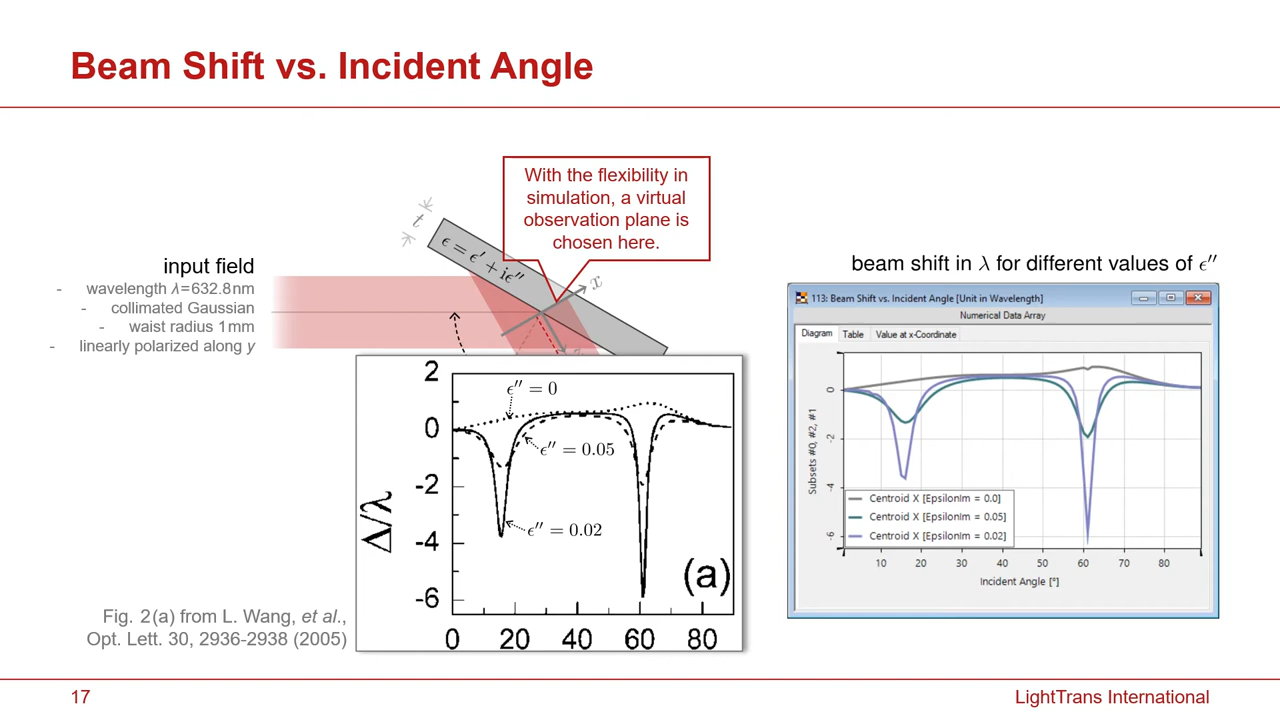 Beam Shift vs. Incident Angle
With the flexibility in
simulation, a virtual
observation plane is
chosen here.
t
ϵ = ϵ′ + iϵ″
x
input field
- wavelength λ=632.8nm
- collimated Gaussian
- waist radius 1mm
- linearly polarized along y
2
0
-2
-4
-6
Δ/λ
ϵ″ = 0
ϵ″ = 0.05
ϵ″ = 0.02
(a)
0 20 40 60 80
Fig. 2(a) from L. Wang, et al.,
Opt. Lett. 30, 2936-2938 (2005)
beam shift in λ for different values of ϵ″
113: Beam Shift vs. Incident Angle [Unit in Wavelength]
Numerical Data Array
Diagram Table Value at x-Coordinate
Subsets #0, #2, #1
0
-2
-4
-6
Centroid X [EpsilonIm = 0.0]
Centroid X [EpsilonIm = 0.05]
Centroid X [EpsilonIm = 0.02]
10 20 30 40 50 60 70 80
Incident Angle [°]
17
LightTrans International